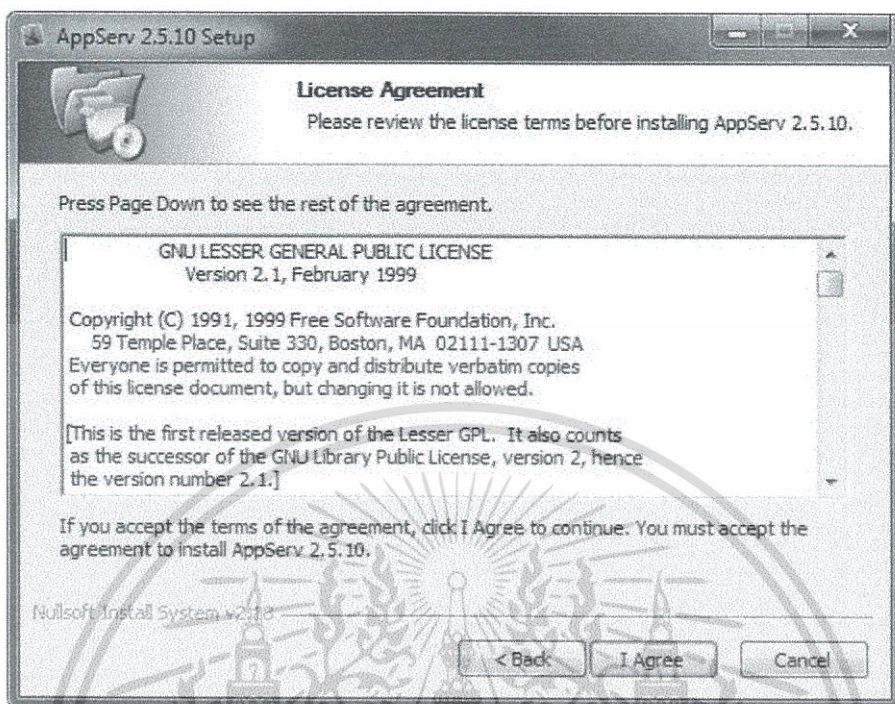 AppServ 2.5.10 Setup
License Agreement
Please review the license terms before installing AppServ 2.5.10.
Press Page Down to see the rest of the agreement.
GNU LESSER GENERAL PUBLIC LICENSE
Version 2.1, February 1999
Copyright (C) 1991, 1999 Free Software Foundation, Inc.
59 Temple Place, Suite 330, Boston, MA 02111-1307 USA
Everyone is permitted to copy and distribute verbatim copies
of this license document, but changing it is not allowed.
[This is the first released version of the Lesser GPL. It also counts
as the successor of the GNU Library Public License, version 2, hence
the version number 2.1.]
If you accept the terms of the agreement, click I Agree to continue. You must accept the
agreement to install AppServ 2.5.10.
Nullsoft Install System v2.18
< Back
I Agree
Cancel